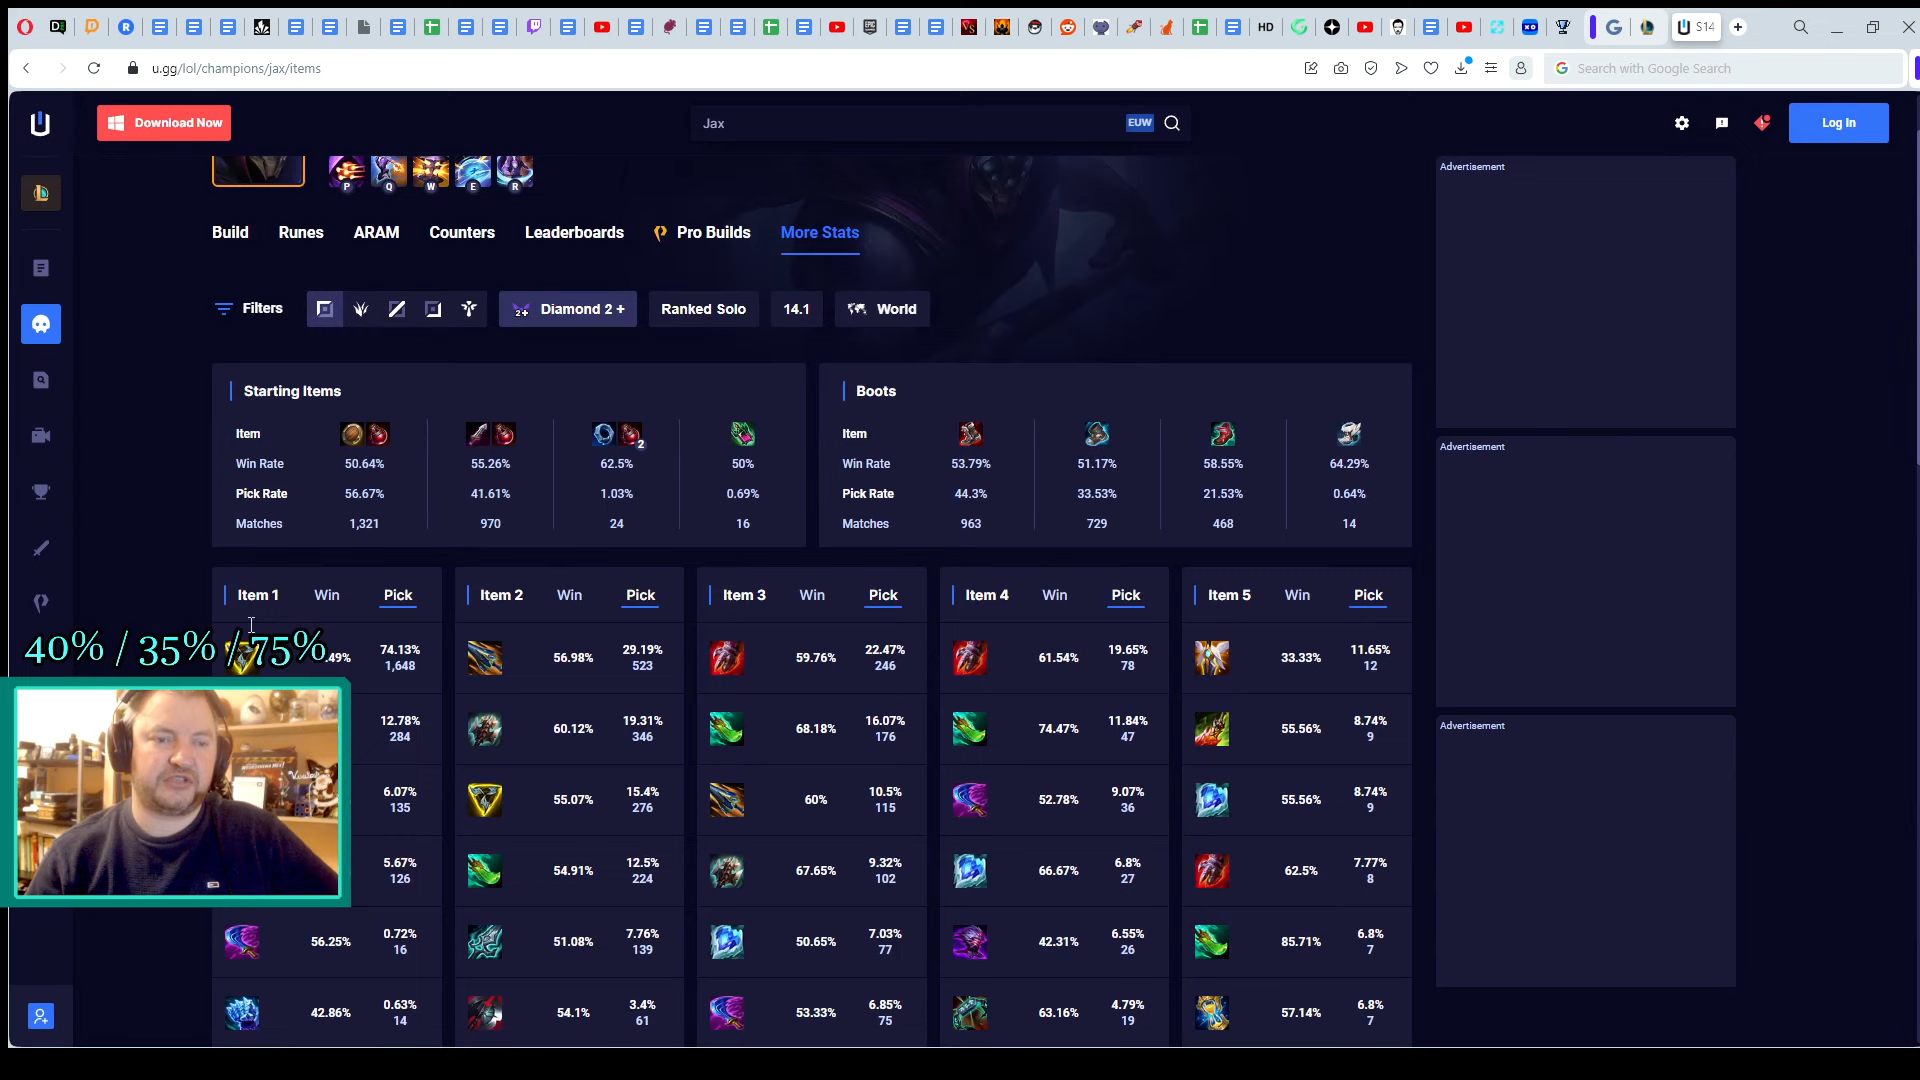 HD
S14
u.gg/lol/champions/jax/items
Search with Google Search
Download Now
Jax
EUW
Log In
P
Q
W
E
R
Build
Runes
ARAM
Counters
Leaderboards
Pro Builds
More Stats
Filters
2+
Diamond 2 +
Ranked Solo
14.1
World
Starting Items
Item
2
Win Rate
50.64%
55.26%
62.5%
50%
Pick Rate
56.67%
41.61%
1.03%
0.69%
Matches
1,321
970
24
16
Boots
Item
Win Rate
53.79%
51.17%
58.55%
64.29%
Pick Rate
44.3%
33.53%
21.53%
0.64%
Matches
963
729
468
14
Item 1 Win Pick
.49% 74.13%
1,648
12.78%
284
6.07%
135
5.67%
126
56.25% 0.72%
16
42.86% 0.63%
14
Item 2 Win Pick
56.98% 29.19%
523
60.12% 19.31%
346
55.07% 15.4%
276
54.91% 12.5%
224
51.08% 7.76%
139
54.1% 3.4%
61
Item 3 Win Pick
59.76% 22.47%
246
68.18% 16.07%
176
60% 10.5%
115
67.65% 9.32%
102
50.65% 7.03%
77
53.33% 6.85%
75
Item 4 Win Pick
61.54% 19.65%
78
74.47% 11.84%
47
52.78% 9.07%
36
66.67% 6.8%
27
42.31% 6.55%
26
63.16% 4.79%
19
Item 5 Win Pick
33.33% 11.65%
12
55.56% 8.74%
9
55.56% 8.74%
9
62.5% 7.77%
8
85.71% 6.8%
7
57.14% 6.8%
7
40% / 35% / 75%
Advertisement
Advertisement
Advertisement